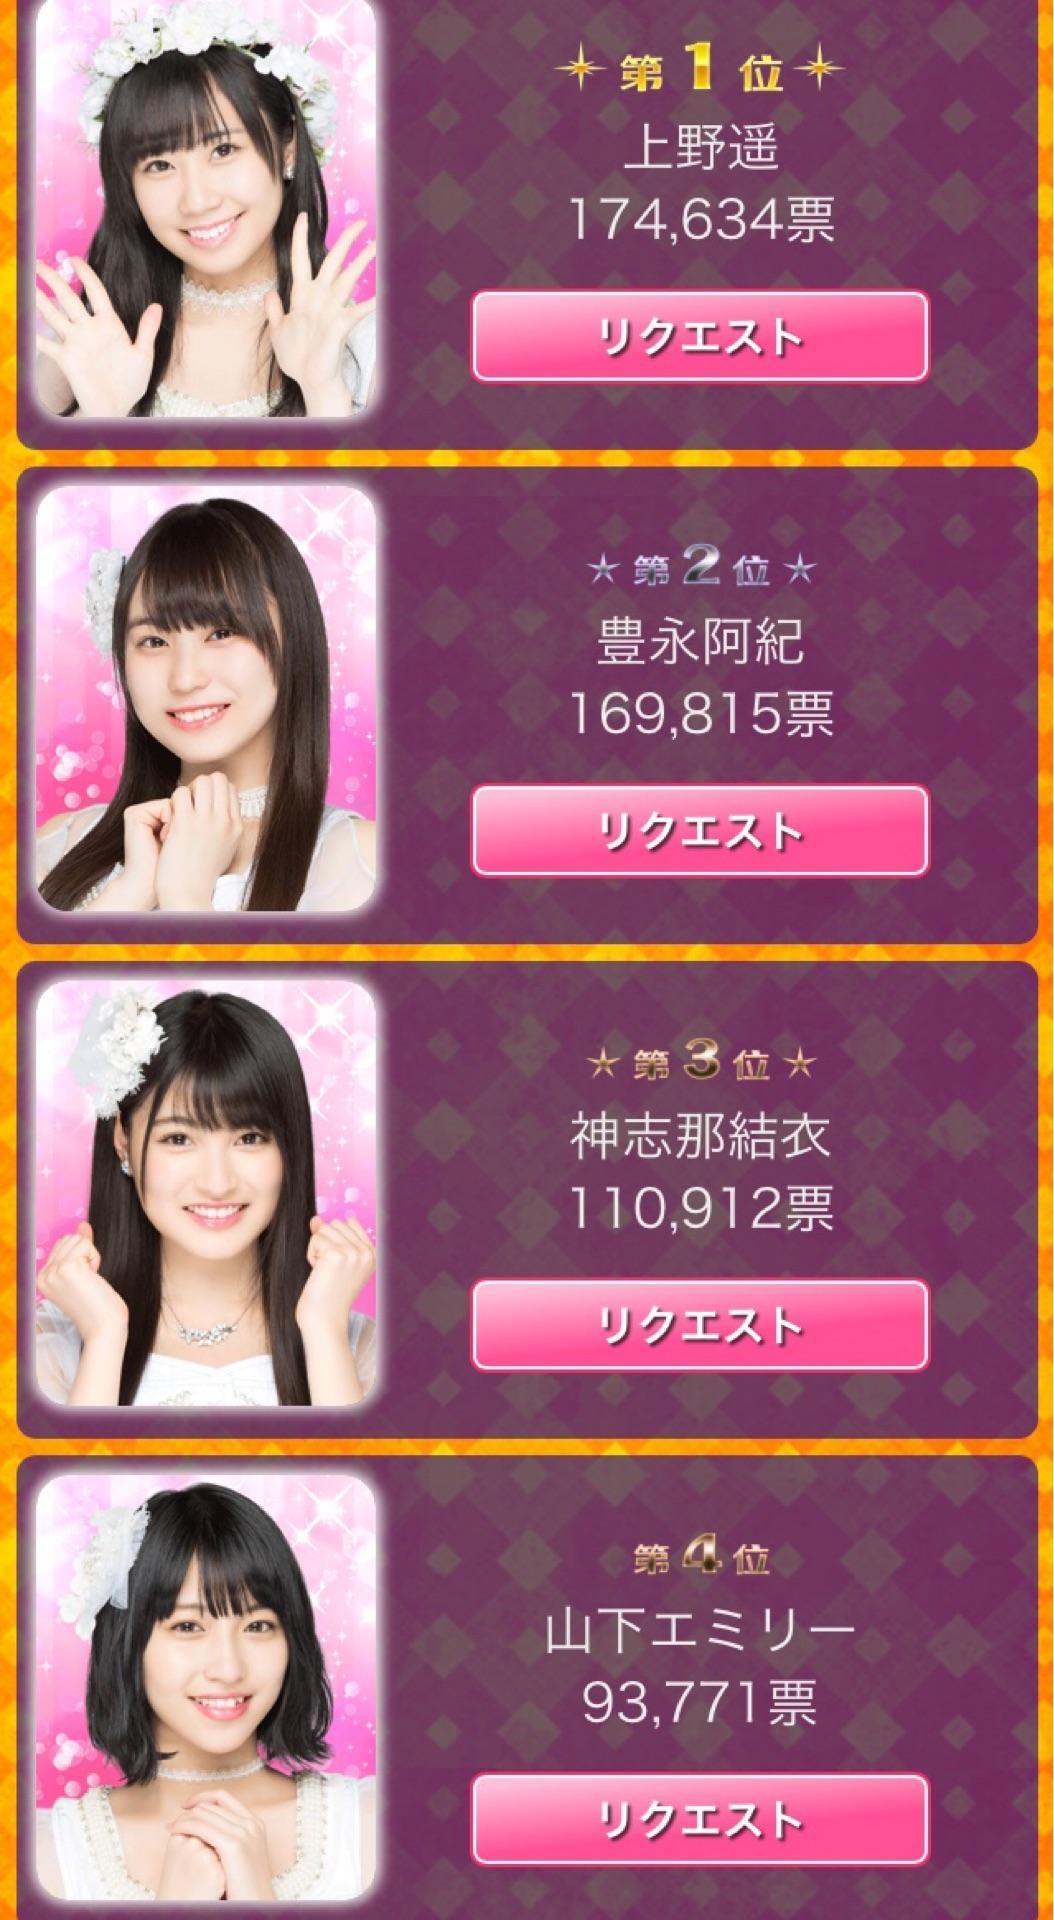 第1位
上野遥
174,634票
リクエスト
第2位
豊永阿紀
169,815票
リクエスト
第3位
神志那結衣
110,912票
リクエスト
第4位
山下エミリー
93,771票
リクエスト